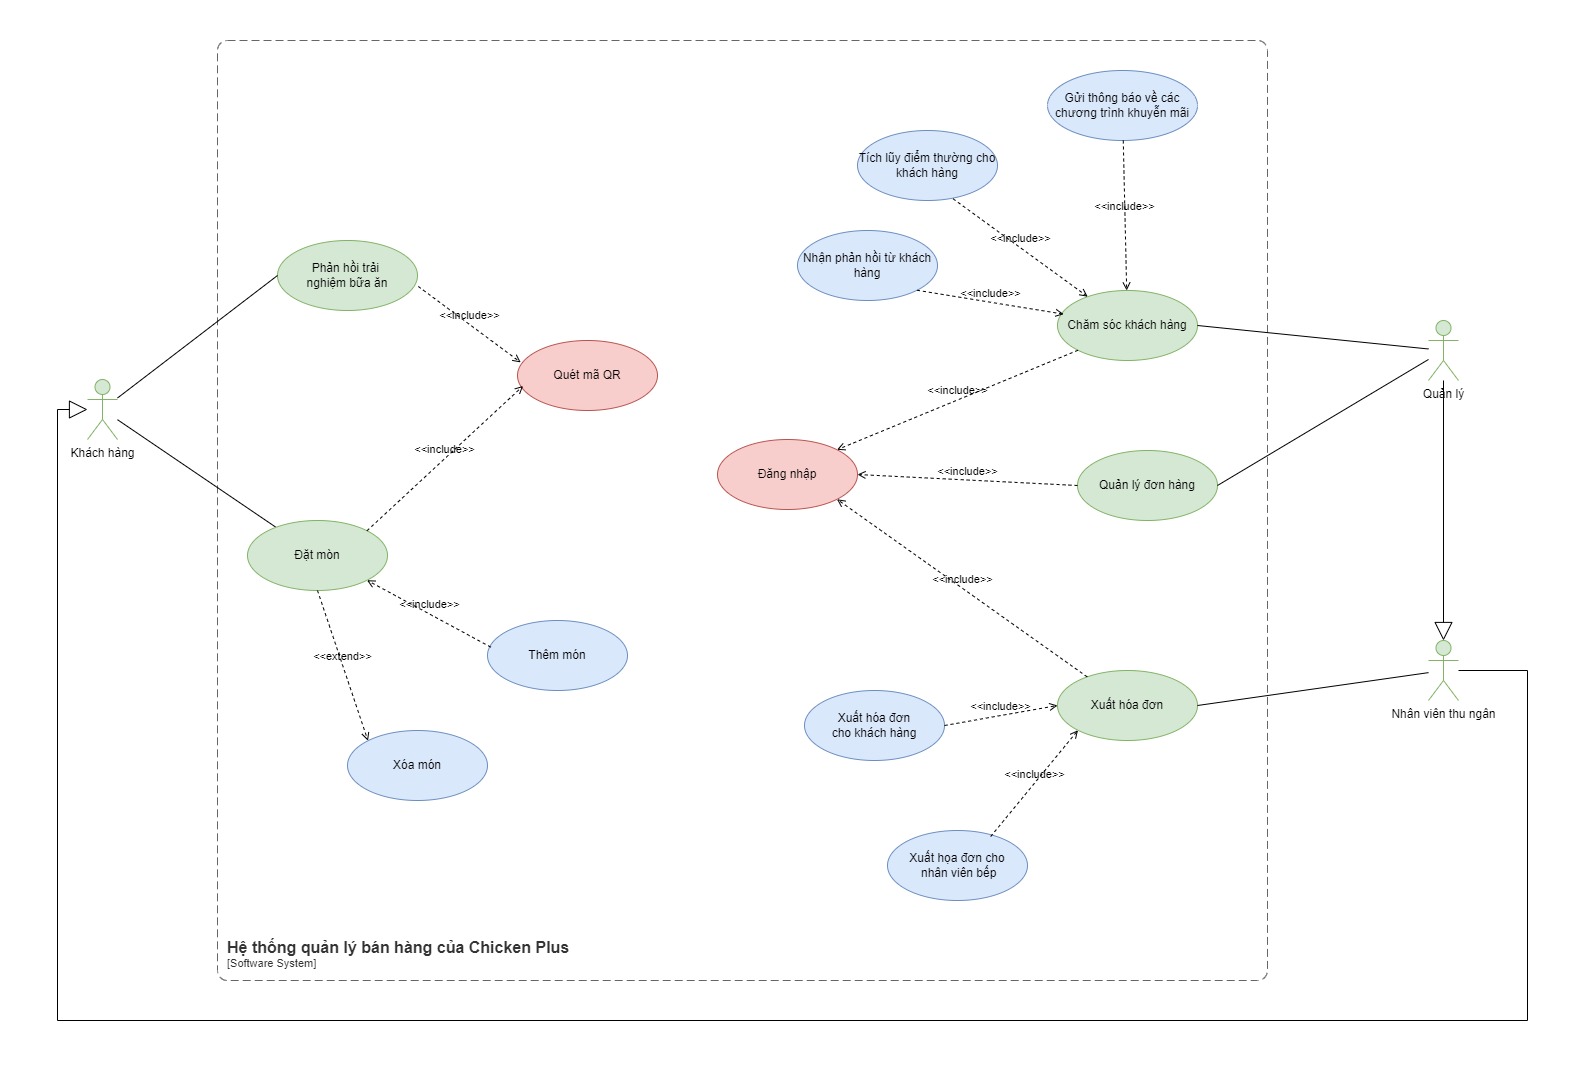 Gửi thông báo về các
chương trình khuyễn mãi
Tích lũy điểm thường cho
khách hàng
<<include>>
<<include>>
Nhận phản hồi từ khách
hàng
<<include>>
Phản hồi trải
nghiệm bữa ăn
<<include>>
Chăm sóc khách hàng
Quét mã QR
<<include>>
Quản lý
Khách hàng
<<include>>
<<include>>
Đăng nhập
Quản lý đơn hàng
Đặt mòn
<<include>>
<<include>>
<<extend>>
Thêm món
Xuất hóa đơn
<<include>>
Xuất hóa đơn
cho khách hàng
Nhân viên thu ngân
Xóa món
<<include>>
Xuất họa đơn cho
nhân viên bếp
Hệ thống quản lý bán hàng của Chicken Plus
[Software System]